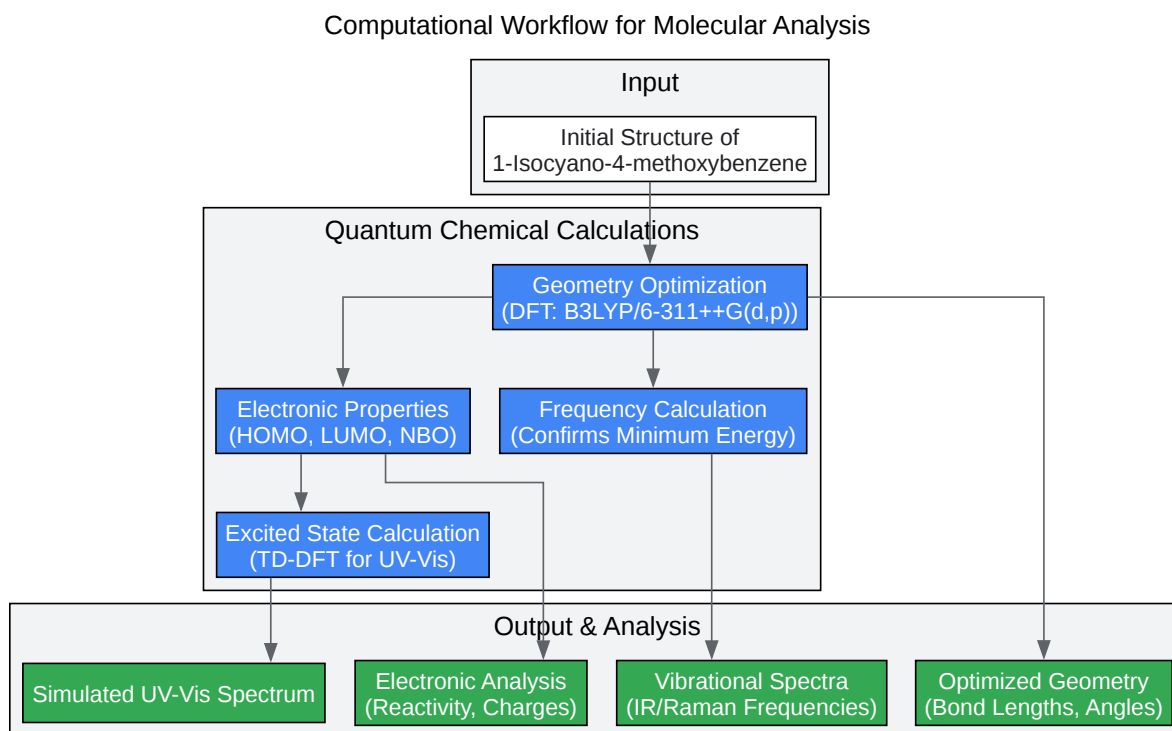 Computational Workflow for Molecular Analysis
Input
Initial Structure of
1-Isocyano-4-methoxybenzene
Quantum Chemical Calculations
Geometry Optimization
(DFT: B3LYP/6-311++G(d,p))
Electronic Properties
(HOMO, LUMO, NBO)
Frequency Calculation
(Confirms Minimum Energy)
Excited State Calculation
(TD-DFT for UV-Vis)
Output & Analysis
Simulated UV-Vis Spectrum
Electronic Analysis
(Reactivity, Charges)
Vibrational Spectra
(IR/Raman Frequencies)
Optimized Geometry
(Bond Lengths, Angles)